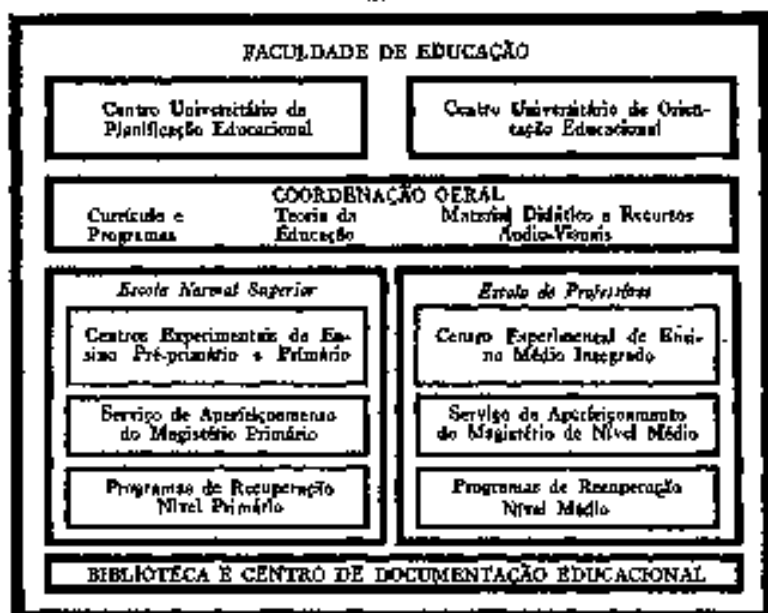 FACULDADE DE EDUCAÇÃO
Centro Universitário de
Planificação Educacional
Centro Universitário de Orien-
tação Educacional
COORDENAÇÃO GERAL
Currículo e
Programas
Teoria da
Educação
Material Didático e Recursos
Audio-Visuais
Escola Normal Superior
Centros Experimentais de En-
sino Pré-primário e Primário
Serviço de Aperfeiçoamento
do Magistério Primário
Programas de Recuperação
Nível Primário
Escola de Professôres
Centro Experimental de Ensi-
no Médio Integrado
Serviço de Aperfeiçoamento
do Magistério de Nível Médio
Programas de Recuperação
Nível Médio
BIBLIOTECA E CENTRO DE DOCUMENTAÇÃO EDUCACIONAL